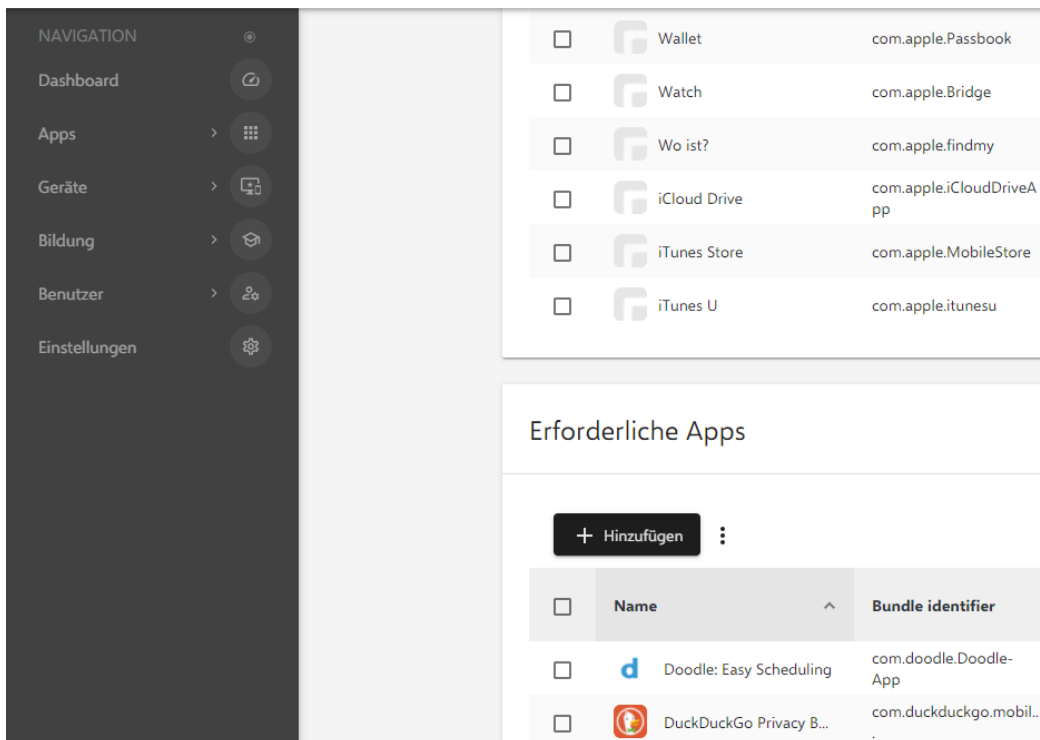 NAVIGATION
Dashboard
Apps
Geräte
Bildung
Benutzer
Einstellungen
Wallet com.apple.Passbook
Watch com.apple.Bridge
Wo ist? com.apple.findmy
iCloud Drive com.apple.iCloudDriveA
pp
iTunes Store com.apple.MobileStore
iTunes U com.apple.itunesu
Erforderliche Apps
Hinzufügen
Name Bundle identifier
Doodle: Easy Scheduling com.doodle.Doodle-
App
DuckDuckGo Privacy B... com.duckduckgo.mobil..
.